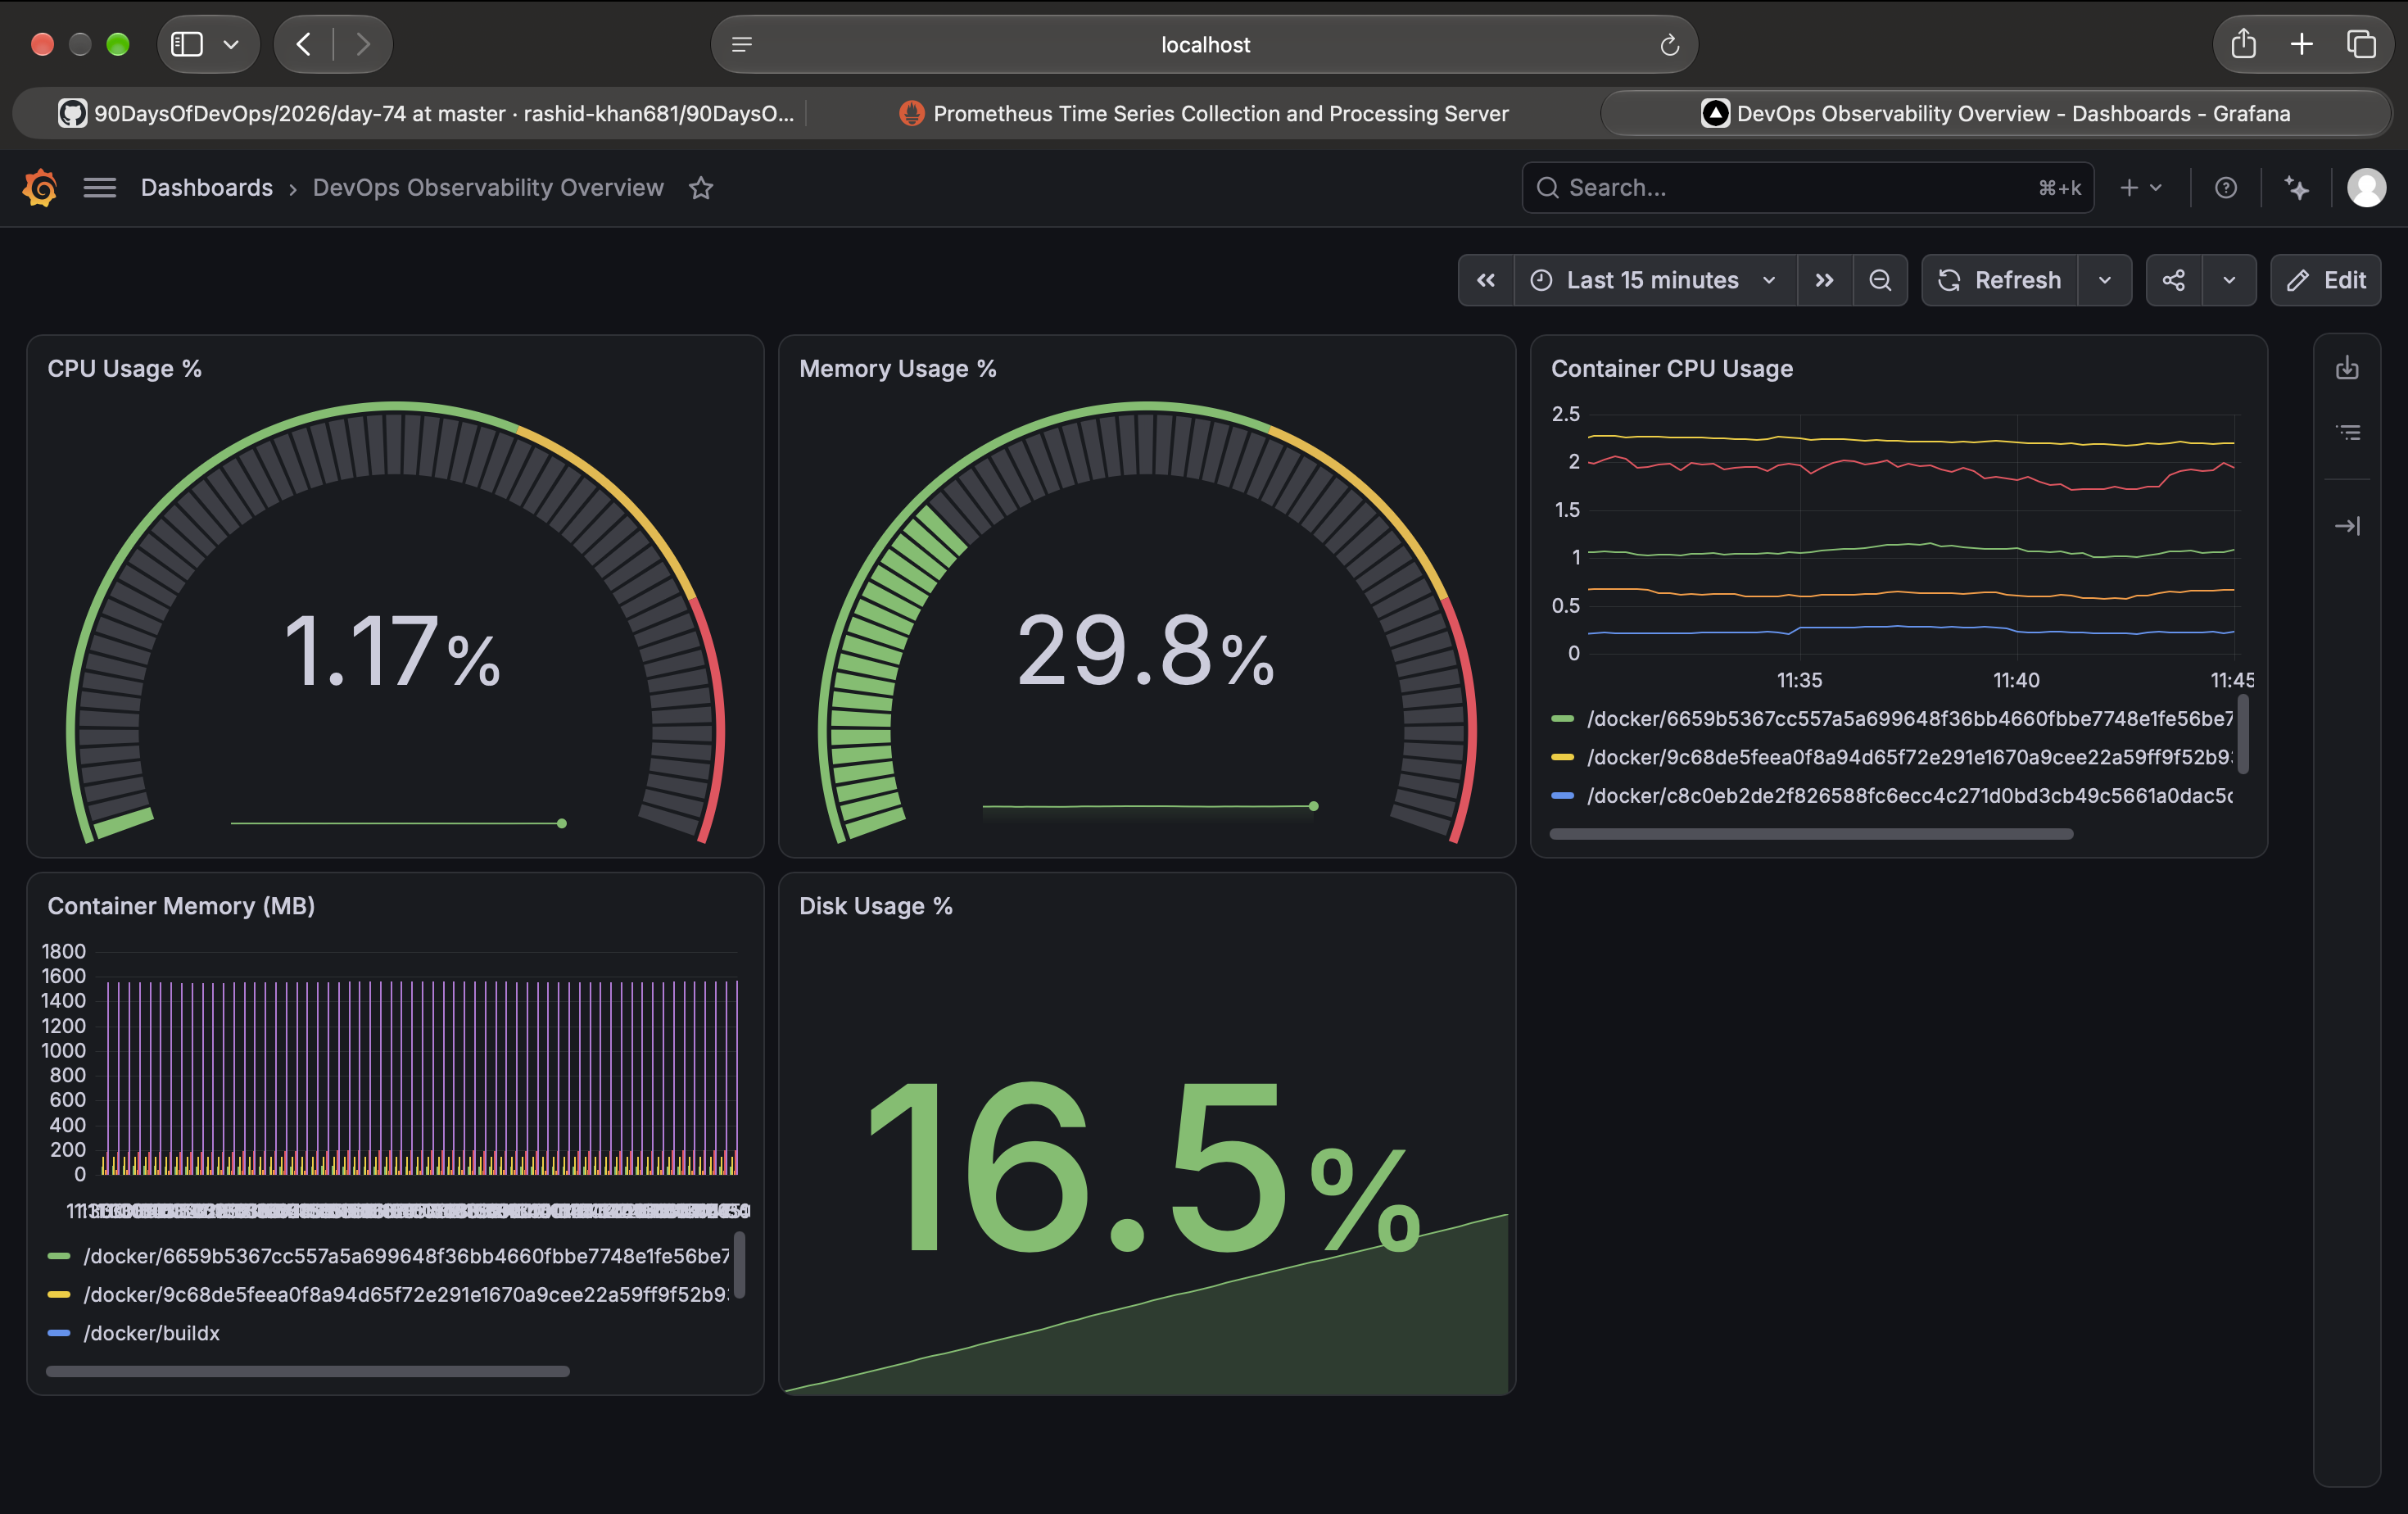 localhost
90DaysOfDevOps/2026/day-74 at master · rashid-khan681/90DaysO...
Prometheus Time Series Collection and Processing Server
DevOps Observability Overview - Dashboards - Grafana
Dashboards › DevOps Observability Overview
Search...
⌘+k
Last 15 minutes
Refresh
Edit
CPU Usage %
1.17%
Memory Usage %
29.8%
Container CPU Usage
2.5
2
1.5
1
0.5
0
11:35 11:40 11:45
/docker/6659b5367cc557a5a699648f36bb4660fbbe7748e1fe56be7
/docker/9c68de5feea0f8a94d65f72e291e1670a9cee22a59ff9f52b9
/docker/c8c0eb2de2f826588fc6ecc4c271d0bd3cb49c5661a0dac5
Container Memory (MB)
1800
1600
1400
1200
1000
800
600
400
200
0
/docker/6659b5367cc557a5a699648f36bb4660fbbe7748e1fe56be7
/docker/9c68de5feea0f8a94d65f72e291e1670a9cee22a59ff9f52b9
/docker/buildx
Disk Usage %
16.5%